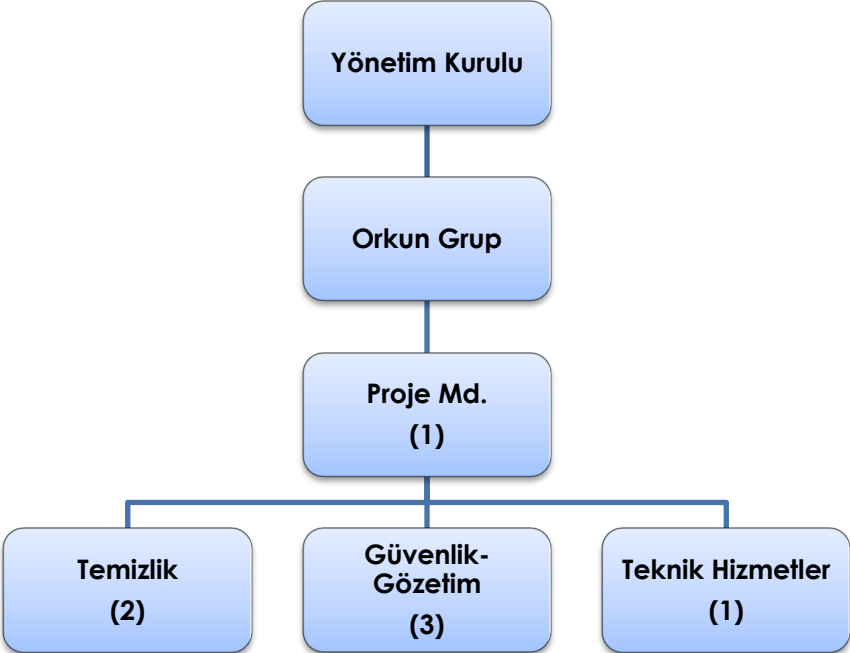 Yönetim Kurulu
Orkun Grup
Proje Md.
(1)
Temizlik
(2)
Güvenlik-
Gözetim
(3)
Teknik Hizmetler
(1)